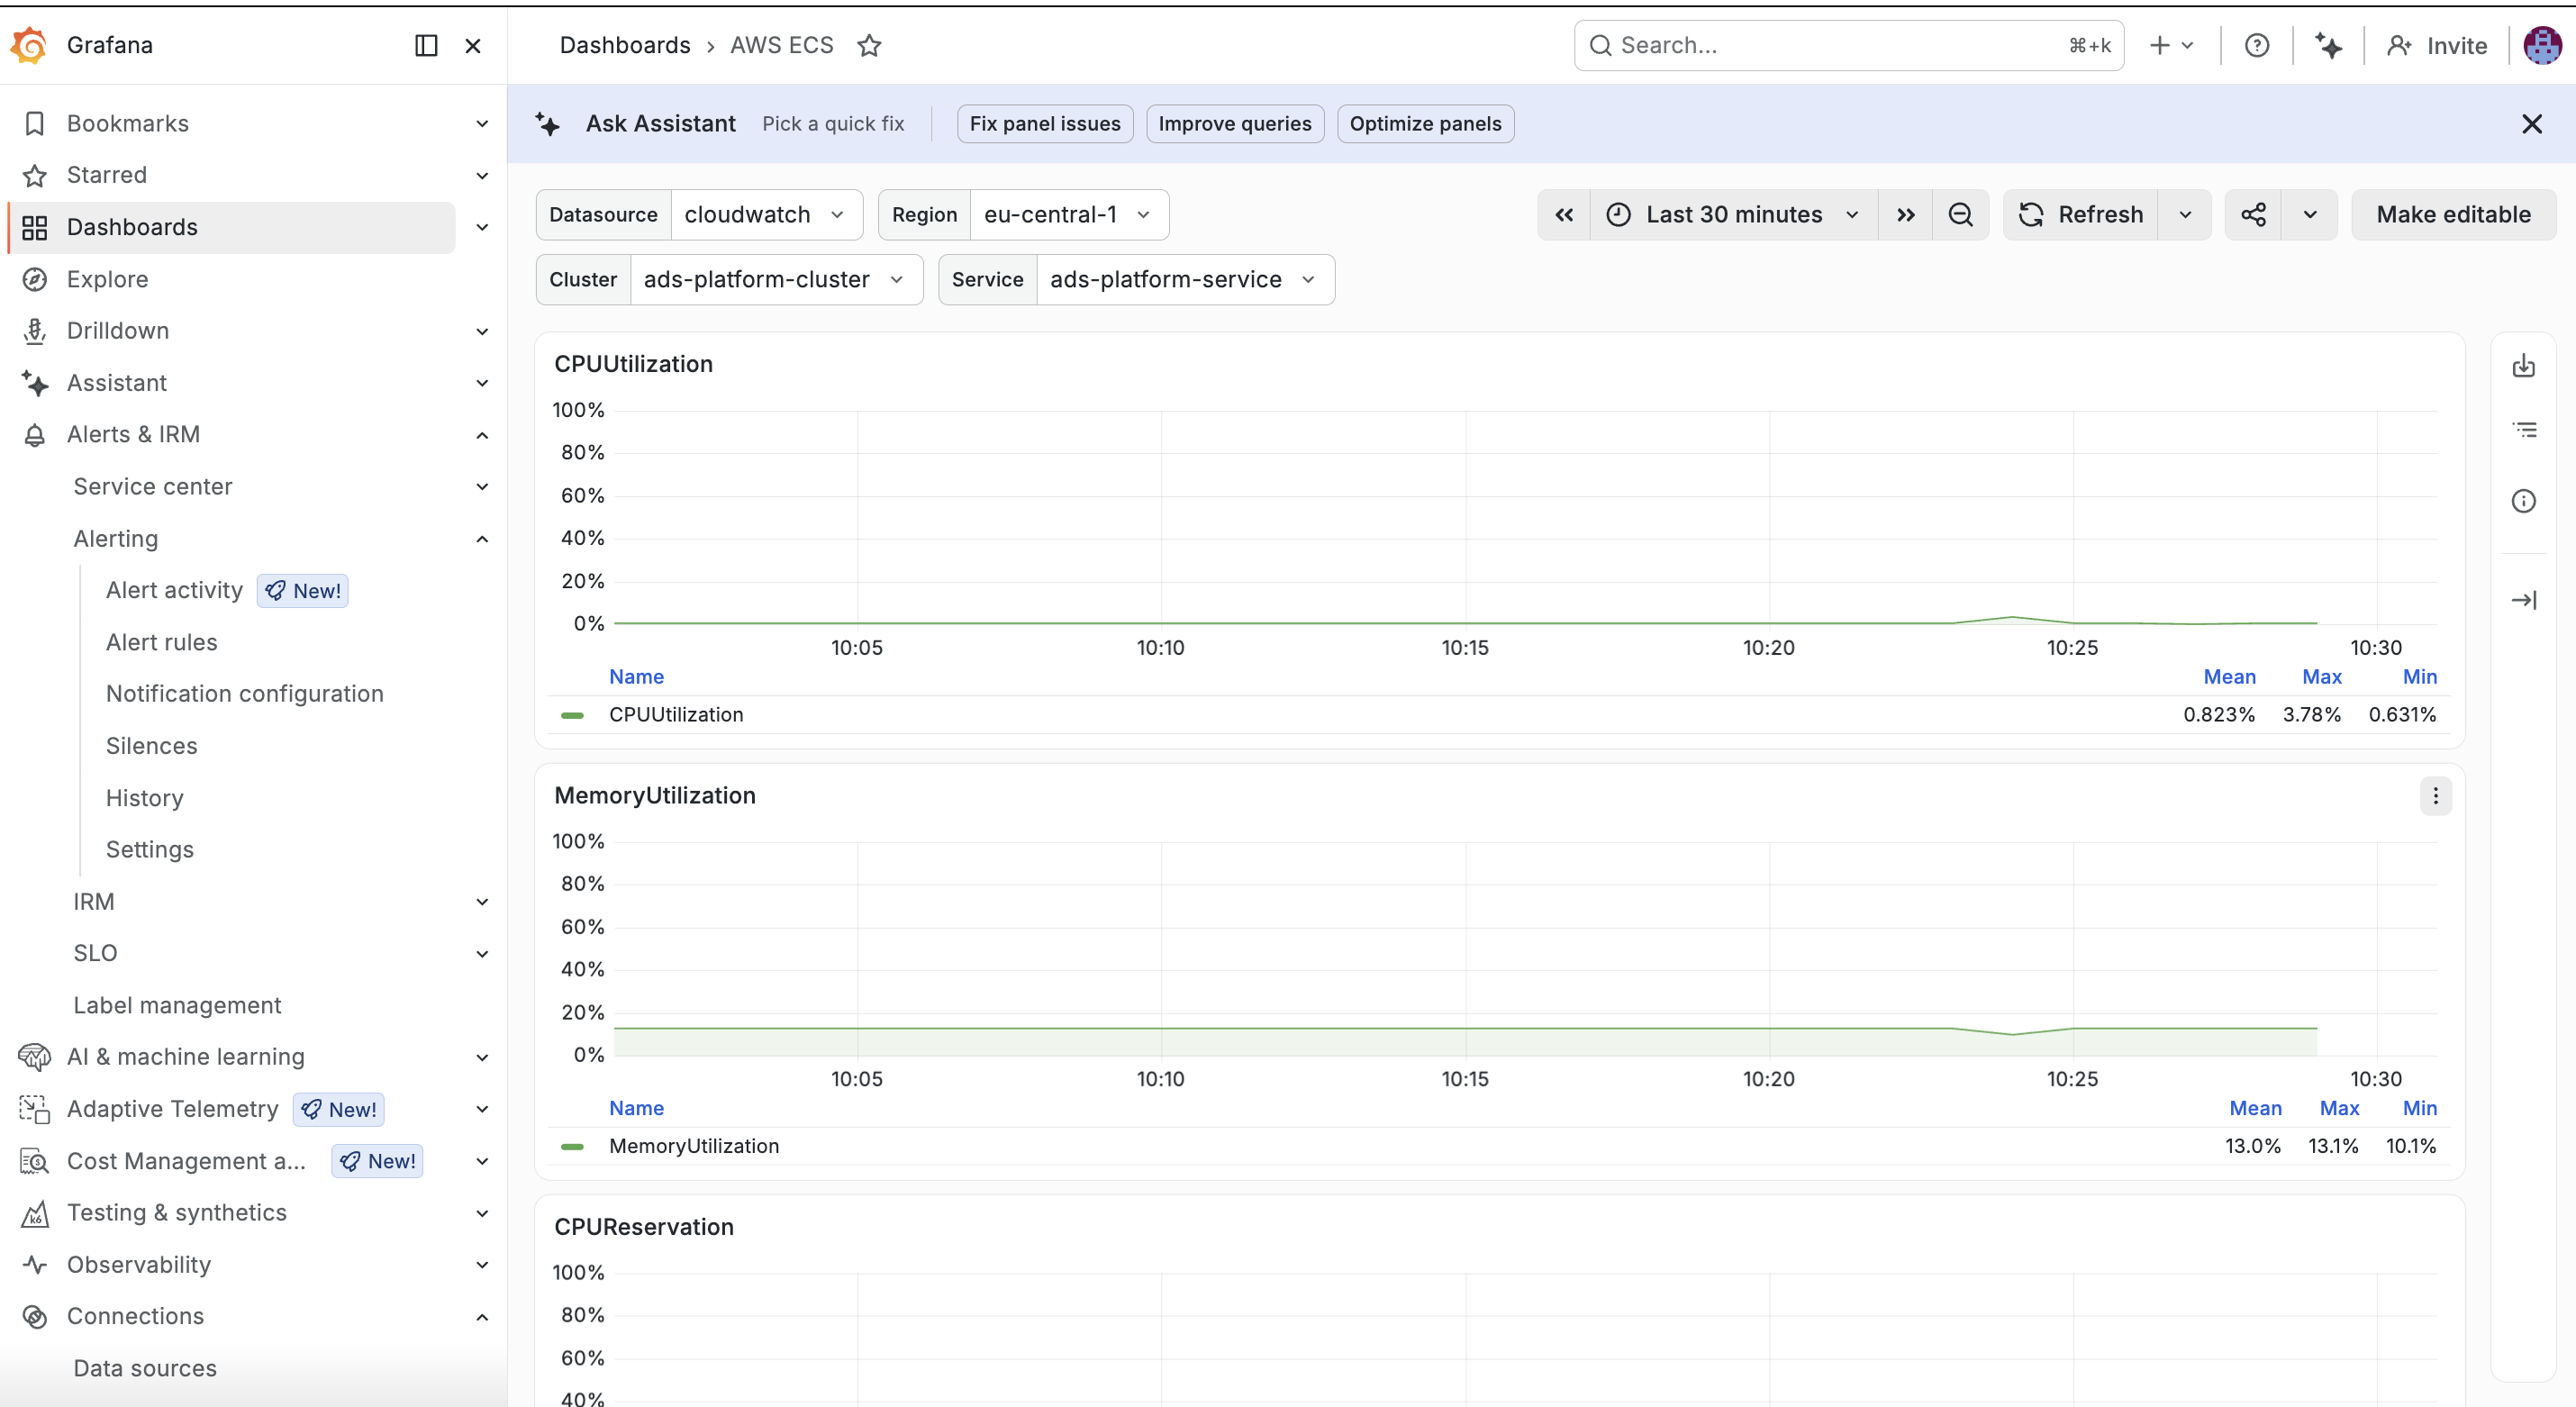 Grafana
Dashboards › AWS ECS
Search...
⌘+k
Invite
Bookmarks
Starred
Dashboards
Explore
Drilldown
Assistant
Alerts & IRM
Service center
Alerting
Alert activity New!
Alert rules
Notification configuration
Silences
History
Settings
IRM
SLO
Label management
AI & machine learning
Adaptive Telemetry New!
Cost Management a... New!
k6 Testing & synthetics
Observability
Connections
Data sources
Ask Assistant Pick a quick fix Fix panel issues Improve queries Optimize panels
Datasource cloudwatch Region eu-central-1
Last 30 minutes Refresh Make editable
Cluster ads-platform-cluster Service ads-platform-service
CPUUtilization
100%
80%
60%
40%
20%
0%
10:05 10:10 10:15 10:20 10:25 10:30
Name Mean Max Min
CPUUtilization 0.823% 3.78% 0.631%
MemoryUtilization
100%
80%
60%
40%
20%
0%
10:05 10:10 10:15 10:20 10:25 10:30
Name Mean Max Min
MemoryUtilization 13.0% 13.1% 10.1%
CPUReservation
100%
80%
60%
40%